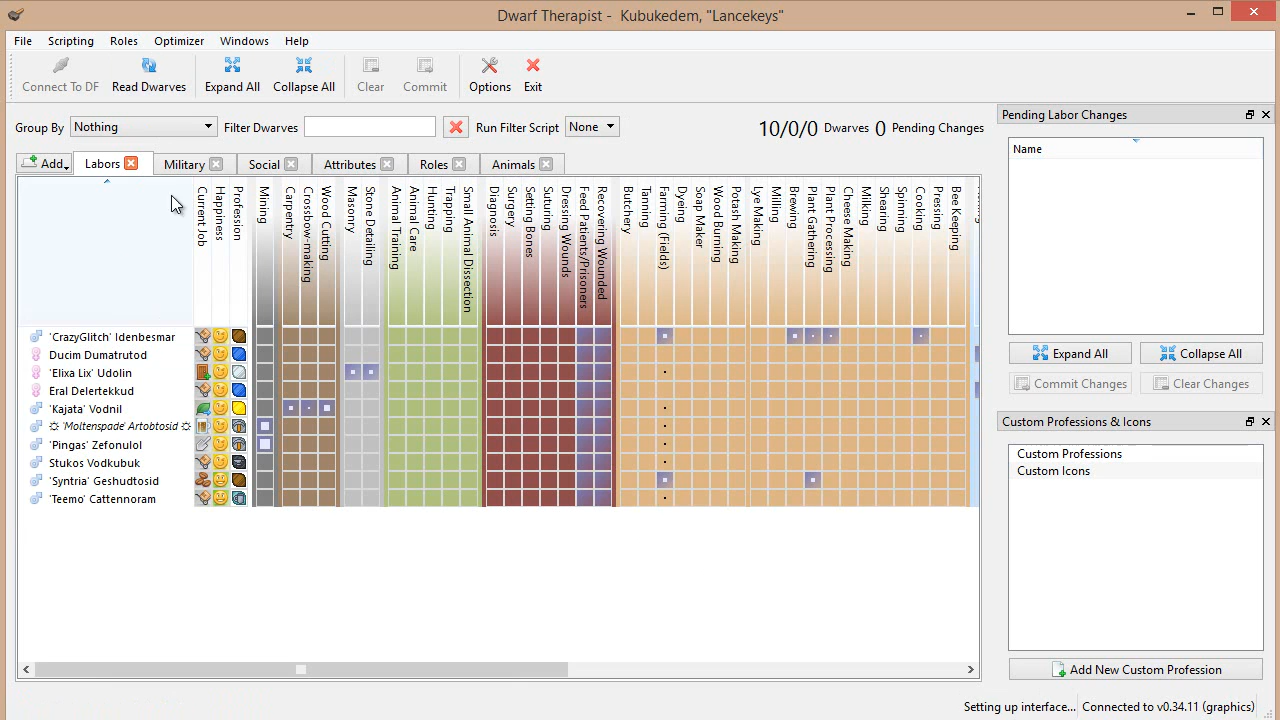 Dwarf Therapist - Kubukedem, "Lancekeys"
File Scripting Roles Optimizer Windows Help
Connect To DF Read Dwarves Expand All Collapse All Clear Commit Options Exit
Group By Nothing Filter Dwarves Run Filter Script None 10/0/0 Dwarves 0 Pending Changes
Add Labors Military Social Attributes Roles Animals
Current Job
Happiness
Profession
Mining
Carpentry
Crossbow-making
Wood Cutting
Masonry
Stone Detailing
Animal Training
Animal Care
Hunting
Trapping
Small Animal Dissection
Diagnosis
Surgery
Setting Bones
Suturing
Dressing Wounds
Feed Patients/Prisoners
Recovering Wounded
Butchery
Tanning
Farming (Fields)
Dyeing
Soap Maker
Wood Burning
Potash Making
Lye Making
Milling
Brewing
Plant Gathering
Plant Processing
Cheese Making
Milking
Shearing
Spinning
Cooking
Pressing
Bee Keeping
'CrazyGlitch' Idenbesmar
Ducim Dumatrutod
'Elixa Lix' Udolin
Eral Delertekkud
'Kajata' Vodnil
'Moltenspade' Artobtosid
'Pingas' Zefonulol
Stukos Vodkubuk
'Syntria' Geshudtosid
'Teemo' Cattennoram
Pending Labor Changes
Name
Expand All Collapse All
Commit Changes Clear Changes
Custom Professions & Icons
Custom Professions
Custom Icons
Add New Custom Profession
Setting up interface... Connected to v0.34.11 (graphics)